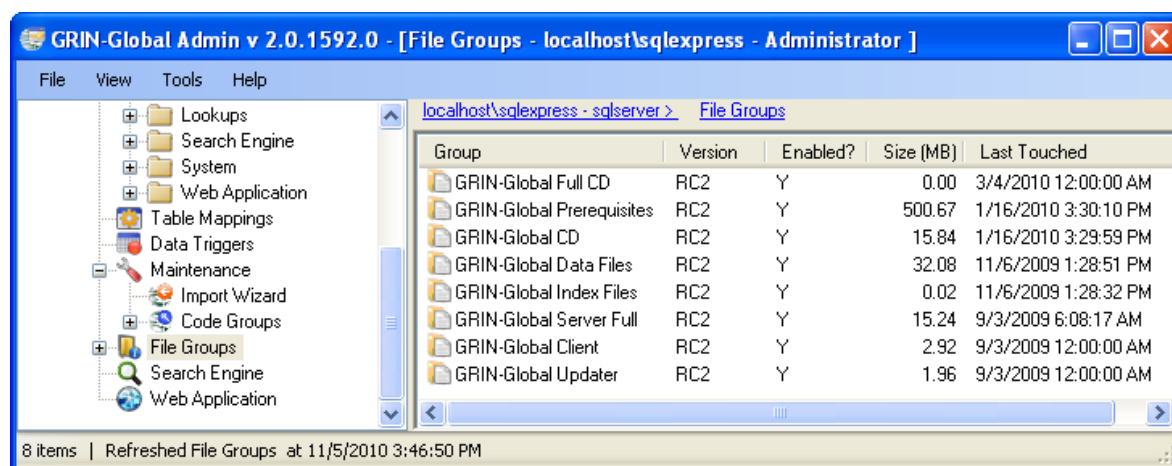 GRIN-Global Admin v 2.0.1592.0 - [File Groups - localhost\sqlexpress - Administrator ]
File View Tools Help
Lookups
Search Engine
System
Web Application
Table Mappings
Data Triggers
Maintenance
Import Wizard
Code Groups
File Groups
Search Engine
Web Application
localhost\sqlexpress - sqlserver > File Groups
Group Version Enabled? Size (MB) Last Touched
GRIN-Global Full CD RC2 Y 0.00 3/4/2010 12:00:00 AM
GRIN-Global Prerequisites RC2 Y 500.67 1/16/2010 3:30:10 PM
GRIN-Global CD RC2 Y 15.84 1/16/2010 3:29:59 PM
GRIN-Global Data Files RC2 Y 32.08 11/6/2009 1:28:51 PM
GRIN-Global Index Files RC2 Y 0.02 11/6/2009 1:28:32 PM
GRIN-Global Server Full RC2 Y 15.24 9/3/2009 6:08:17 AM
GRIN-Global Client RC2 Y 2.92 9/3/2009 12:00:00 AM
GRIN-Global Updater RC2 Y 1.96 9/3/2009 12:00:00 AM
8 items | Refreshed File Groups at 11/5/2010 3:46:50 PM